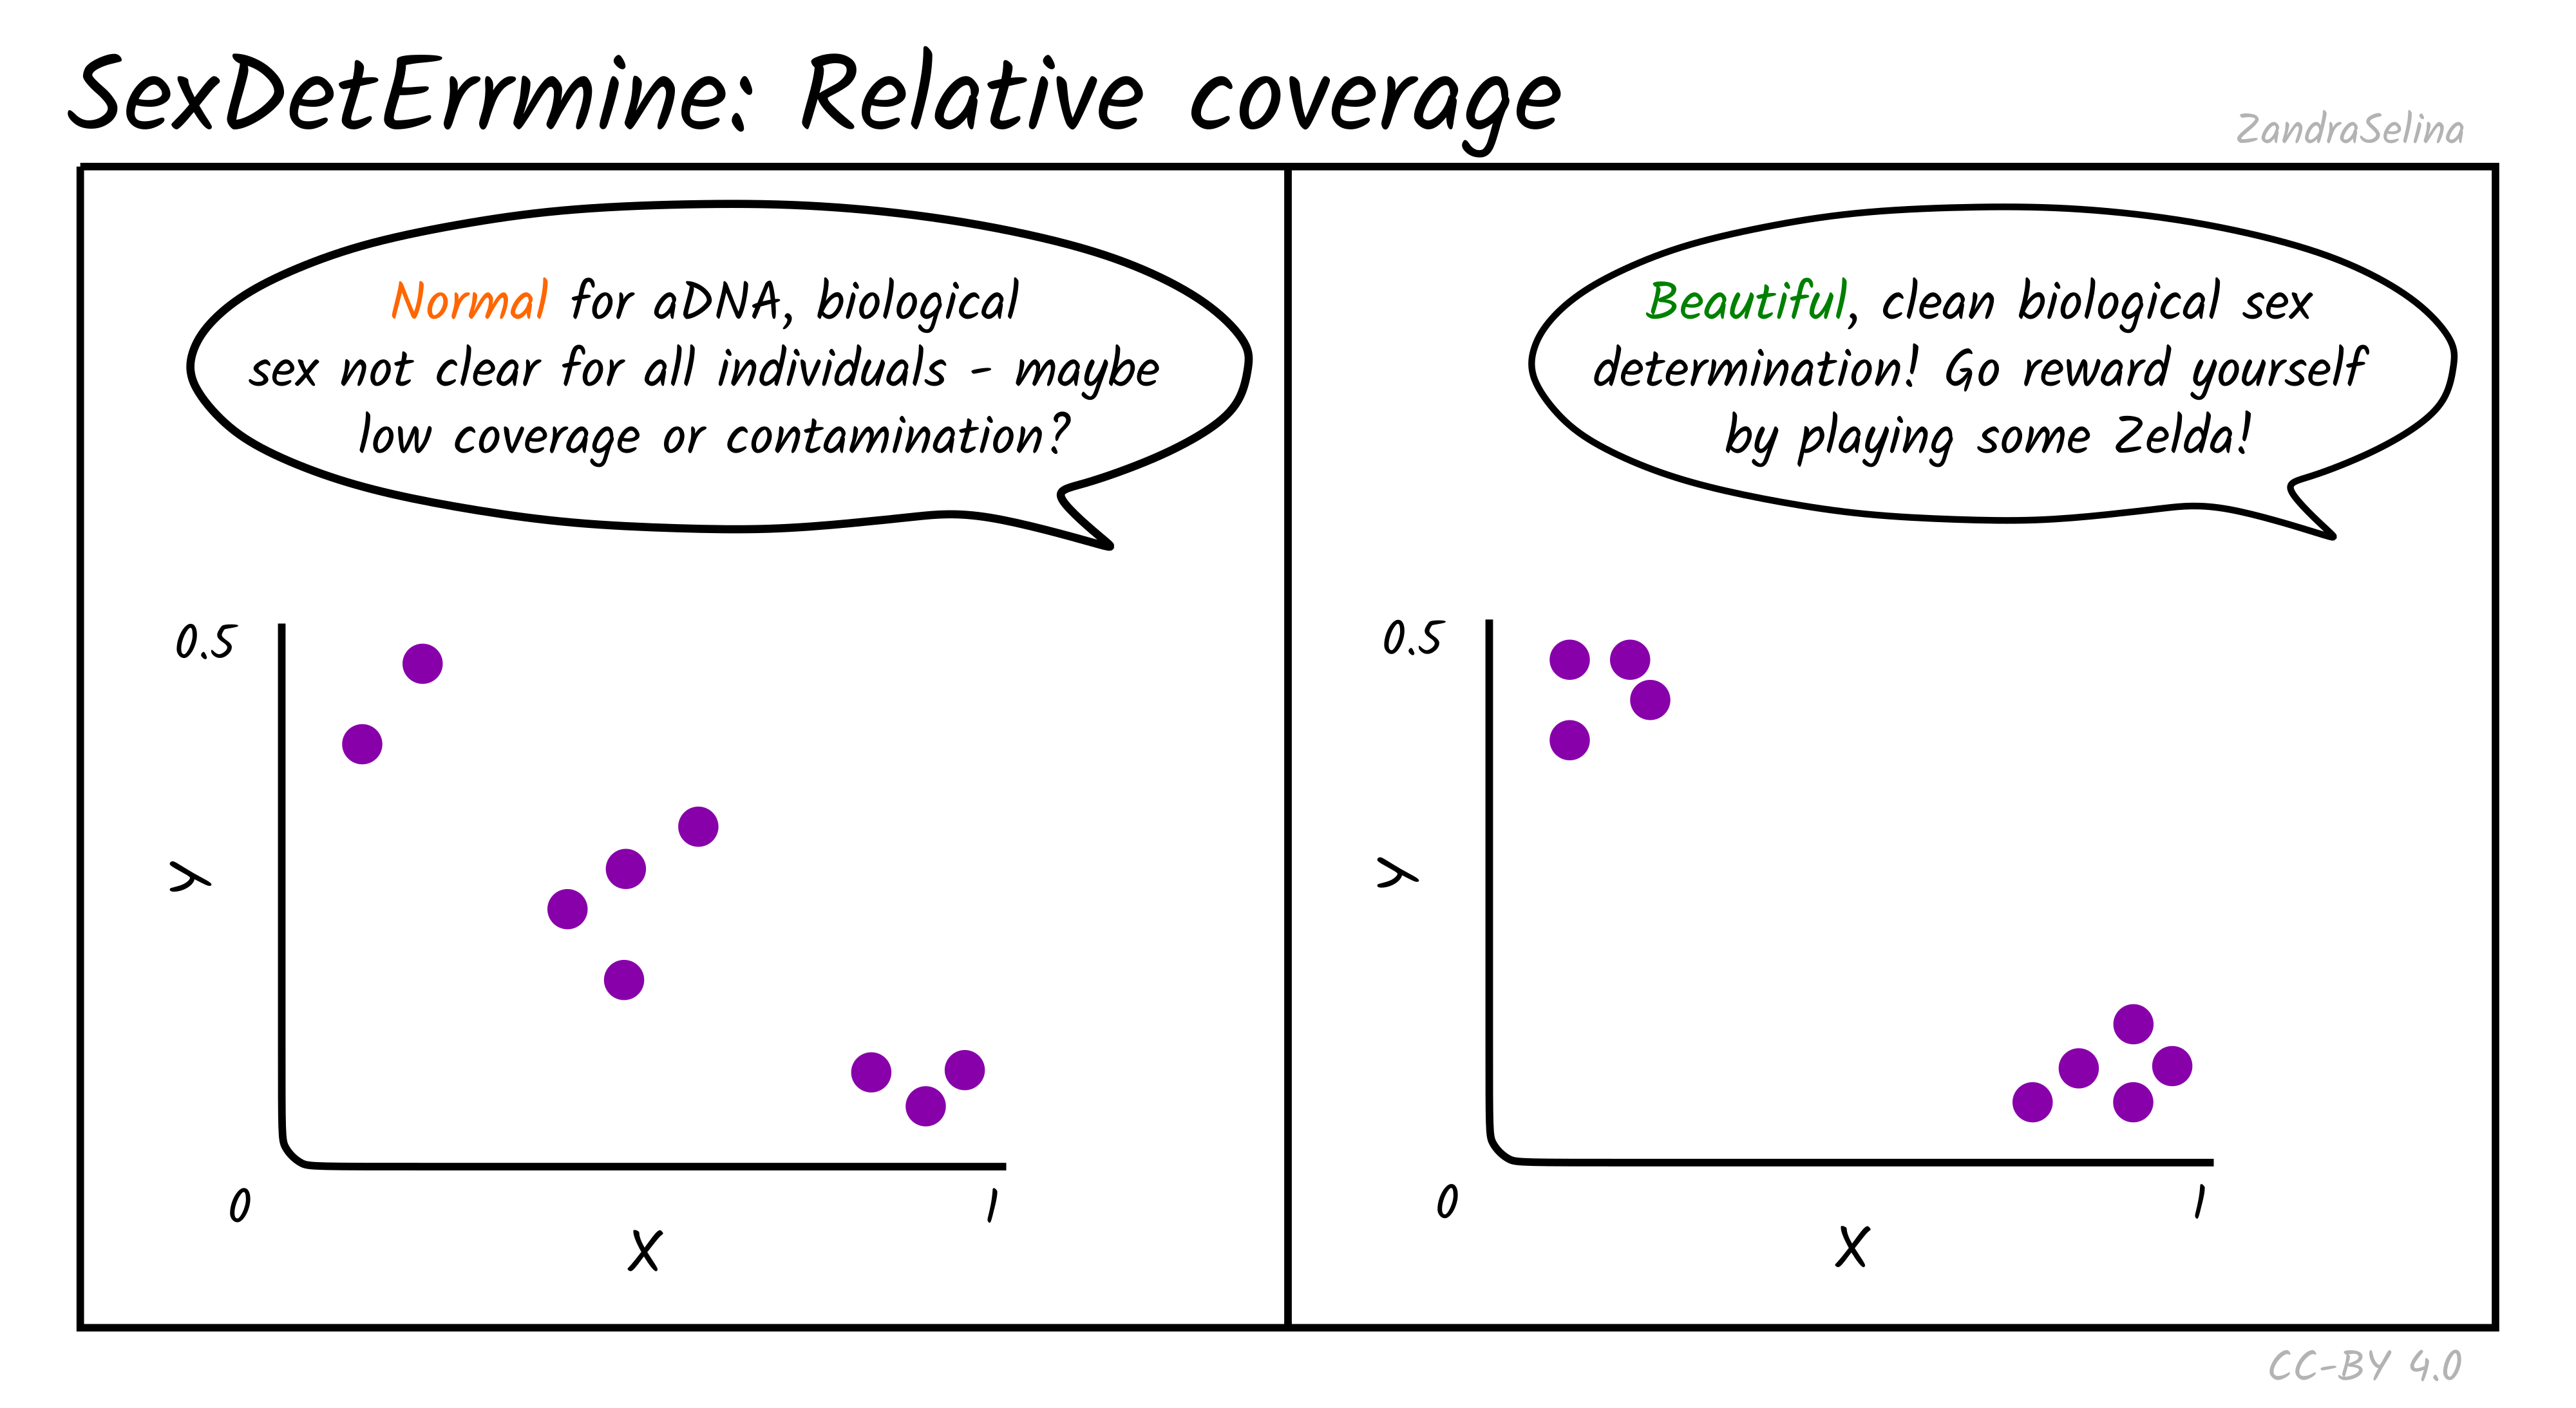 SexDetErrmine: Relative coverage
ZandraSelina
Normal for aDNA, biological
sex not clear for all individuals - maybe
low coverage or contamination?
0.5
Y
0
1
X
Beautiful, clean biological sex
determination! Go reward yourself
by playing some Zelda!
0.5
Y
0
1
X
CC-BY 4.0